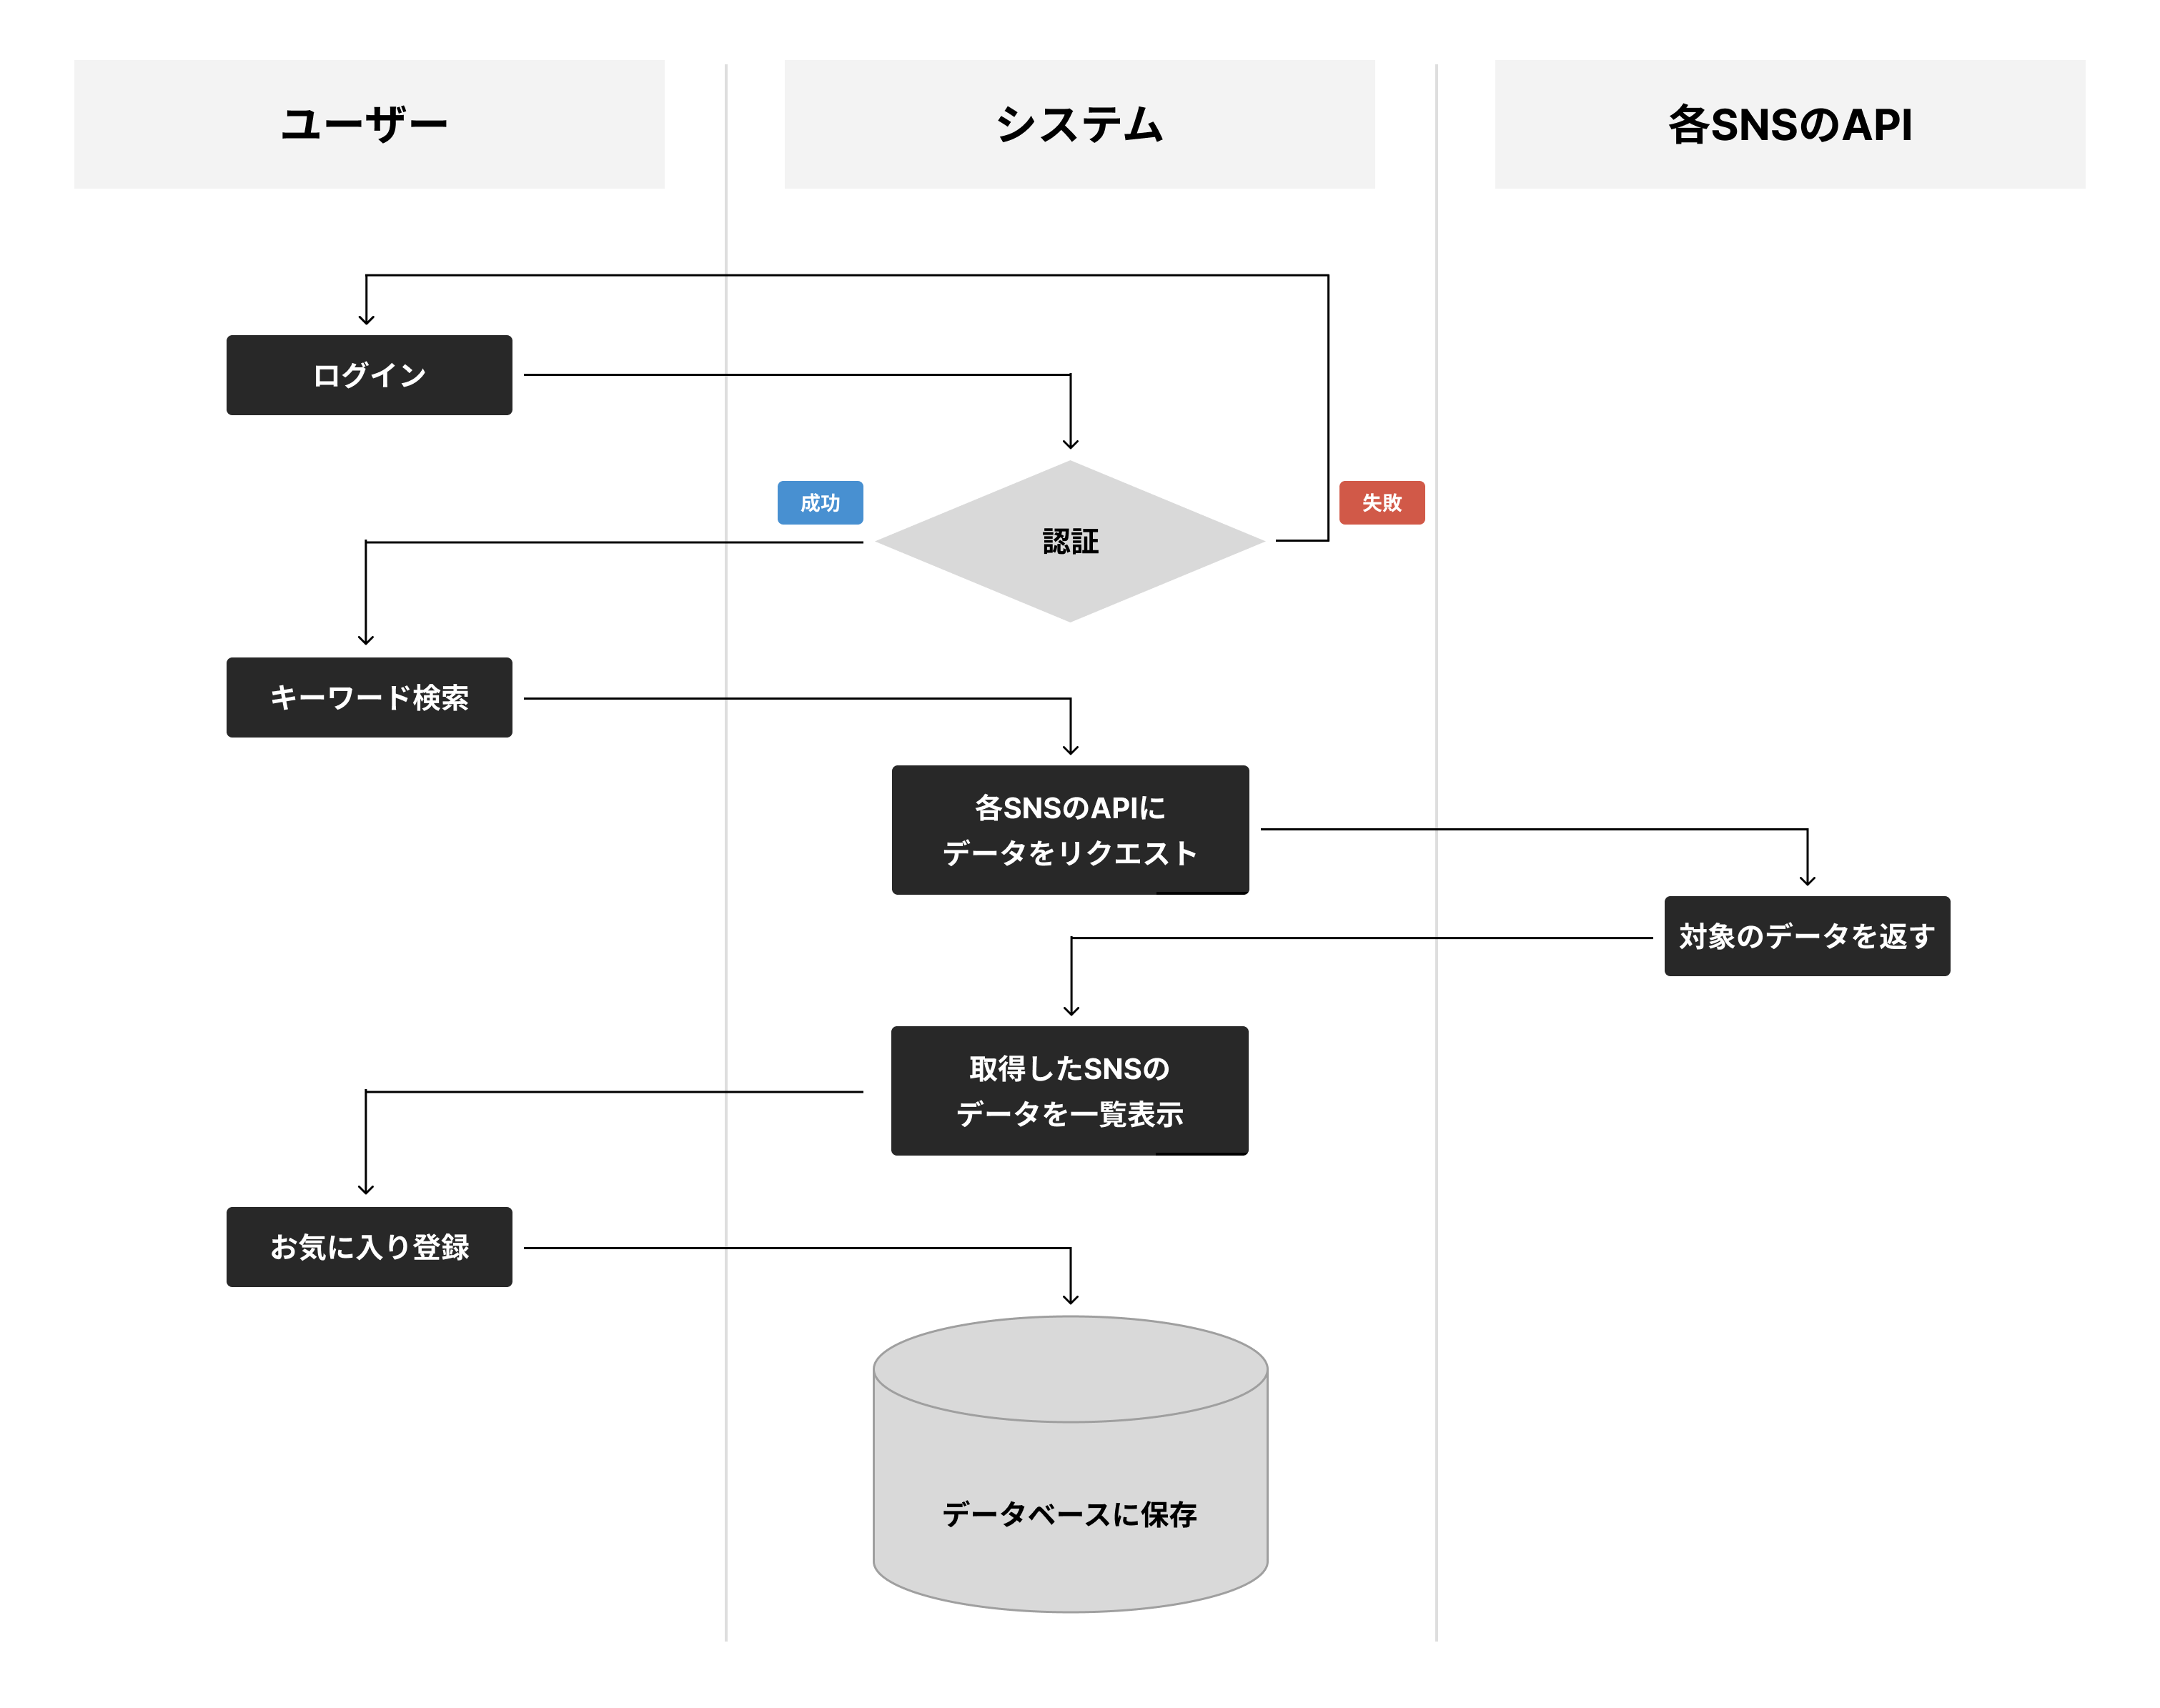 ユーザー
システム
各SNSのAPI
ログイン
成功
失敗
認証
キーワード検索
各SNSのAPIに
データをリクエスト
対象のデータを返す
取得したSNSの
データを一覧表示
お気に入り登録
データベースに保存